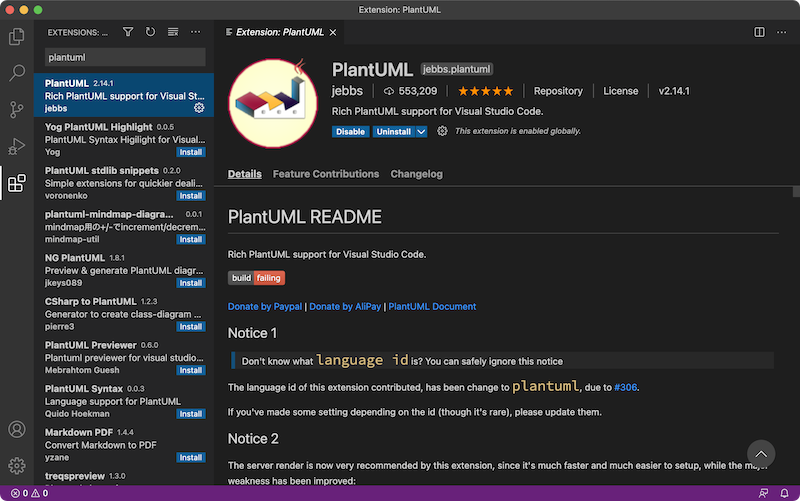 Extension: PlantUML
EXTENSIONS: ...
Extension: PlantUML
plantuml
PlantUML 2.14.1
Rich PlantUML support for Visual St...
jebbs
Yog PlantUML Highlight 0.0.5
PlantUML Syntax Higilight for Visual...
Yog Install
PlantUML stdlib snippets 0.2.0
Simple extensions for quickier deali...
voronenko Install
plantuml-mindmap-diagra... 0.0.1
mindmap用の+/-でincrement/decrem...
mindmap-util Install
NG PlantUML 1.8.1
Preview & generate PlantUML diagr...
jkeys089 Install
CSharp to PlantUML 1.2.3
Generator to create class-diagram ...
pierre3 Install
PlantUML Previewer 0.6.0
Plantuml previewer for visual studio...
Mebrahtom Guesh Install
PlantUML Syntax 0.0.3
Language support for PlantUML
Quido Hoekman Install
Markdown PDF 1.4.4
Convert Markdown to PDF
yzane Install
treqspreview 1.3.0
PlantUML jebbs.plantuml
jebbs 553,209 ★★★★★ Repository License v2.14.1
Rich PlantUML support for Visual Studio Code.
Disable Uninstall This extension is enabled globally.
Details Feature Contributions Changelog
PlantUML README
Rich PlantUML support for Visual Studio Code.
build failing
Donate by Paypal | Donate by AliPay | PlantUML Document
Notice 1
Don't know what language id is? You can safely ignore this notice
The language id of this extension contributed, has been change to plantuml, due to #306.
If you've made some setting depending on the id (though it's rare), please update them.
Notice 2
The server render is now very recommended by this extension, since it's much faster and much easier to setup, while the major
weakness has been improved:
0 0